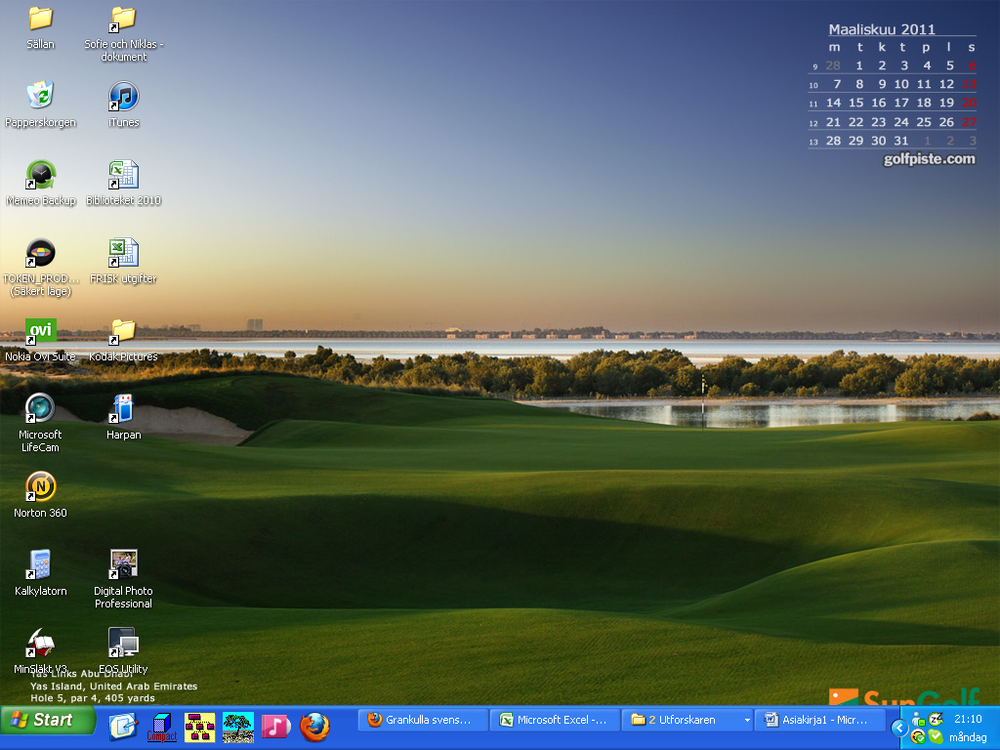 Sällan
Sofie och Niklas -
dokument
Papperskorgen
iTunes
Memeo Backup
Biblioteket 2010
TOKEN_PROD...
(Säkert läge)
FRISK utgifter
ovi
Nokia Ovi Suite
Kodak Pictures
Microsoft
LifeCam
Harpan
N
Norton 360
Kalkylatorn
Digital Photo
Professional
MinSläkt V3
EOS Utility
Maaliskuu 2011
m t k t p l s
9 28 1 2 3 4 5 6
10 7 8 9 10 11 12 13
11 14 15 16 17 18 19 20
12 21 22 23 24 25 26 27
13 28 29 30 31 1 2 3
golfpiste.com
Yas Links Abu Dhabi
Yas Island, United Arab Emirates
Hole 5, par 4, 405 yards
SunGolf
Start
Compact
Grankulla svens...
Microsoft Excel -...
2 Utforskaren
Asiakirja1 - Micr...
21:10
måndag